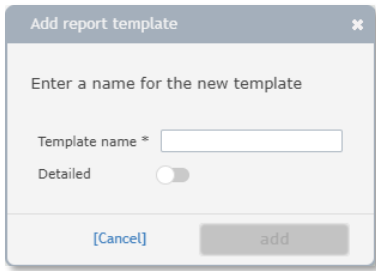 Add report template
Enter a name for the new template
Template name *
Detailed
[Cancel] add